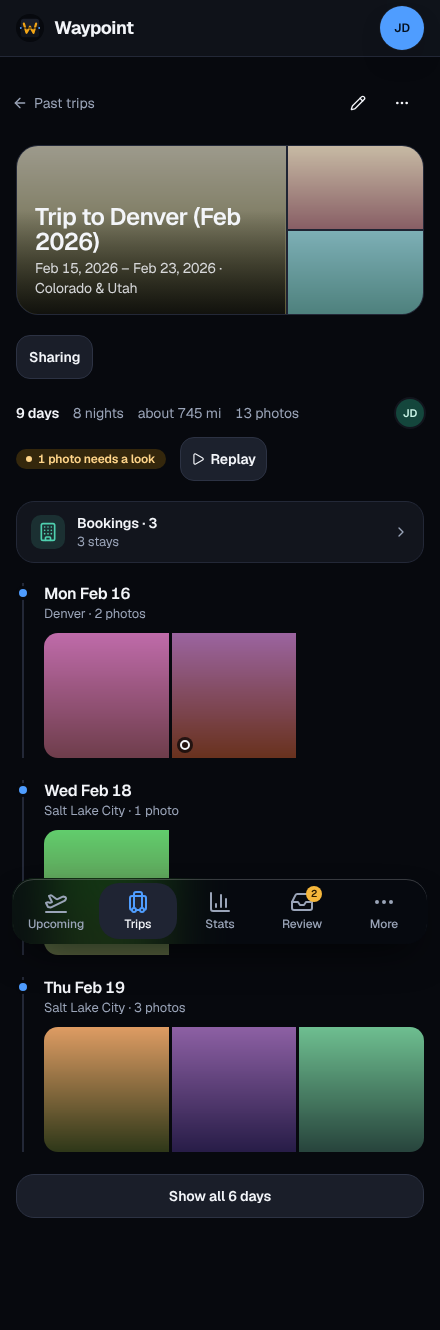 Waypoint
JD
Past trips
Trip to Denver (Feb
2026)
Feb 15, 2026 – Feb 23, 2026 ·
Colorado & Utah
Sharing
9 days 8 nights about 745 mi 13 photos JD
1 photo needs a look Replay
Bookings · 3
3 stays
Mon Feb 16
Denver · 2 photos
Wed Feb 18
Salt Lake City · 1 photo
2
Upcoming Trips Stats Review More
Thu Feb 19
Salt Lake City · 3 photos
Show all 6 days